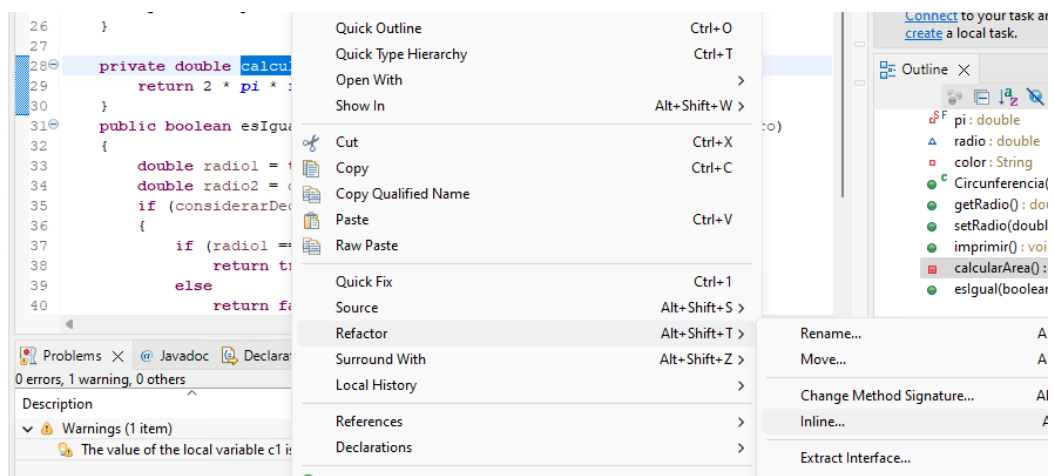 26 }
27
28 private double calcul
29 return 2 * pi *
30 }
31 public boolean esIgua :o)
32 {
33 double radio1 =
34 double radio2 =
35 if (considerarDec
36 {
37 if (radio1 ==
38 return tr
39 else
40 return fa
Problems × @ Javadoc Declarat
0 errors, 1 warning, 0 others
Description
Warnings (1 item)
The value of the local variable c1 is
Quick Outline Ctrl+O
Quick Type Hierarchy Ctrl+T
Open With >
Show In Alt+Shift+W >
Cut Ctrl+X
Copy Ctrl+C
Copy Qualified Name
Paste Ctrl+V
Raw Paste
Quick Fix Ctrl+1
Source Alt+Shift+S >
Refactor Alt+Shift+T >
Surround With Alt+Shift+Z >
Local History >
References >
Declarations >
Rename... A
Move... A
Change Method Signature... Al
Inline... A
Extract Interface...
Connect to your task ar
create a local task.
Outline ×
pi : double
radio : double
color : String
Circunferencia(
getRadio() : dou
setRadio(doubl
imprimir() : voi
calcularArea() :
esIgual(boolear